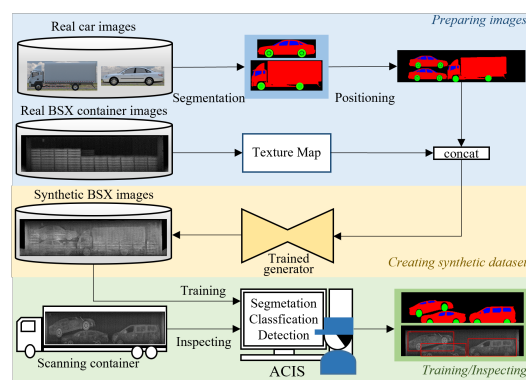 Real car images
Preparing images
Segmentation
Positioning
Real BSX container images
Texture Map
concat
Synthetic BSX images
Trained
generator
Creating synthetic dataset
Training
Segmetation
Classfication
Detection
Inspecting
Scanning container
ACIS
Training/Inspecting